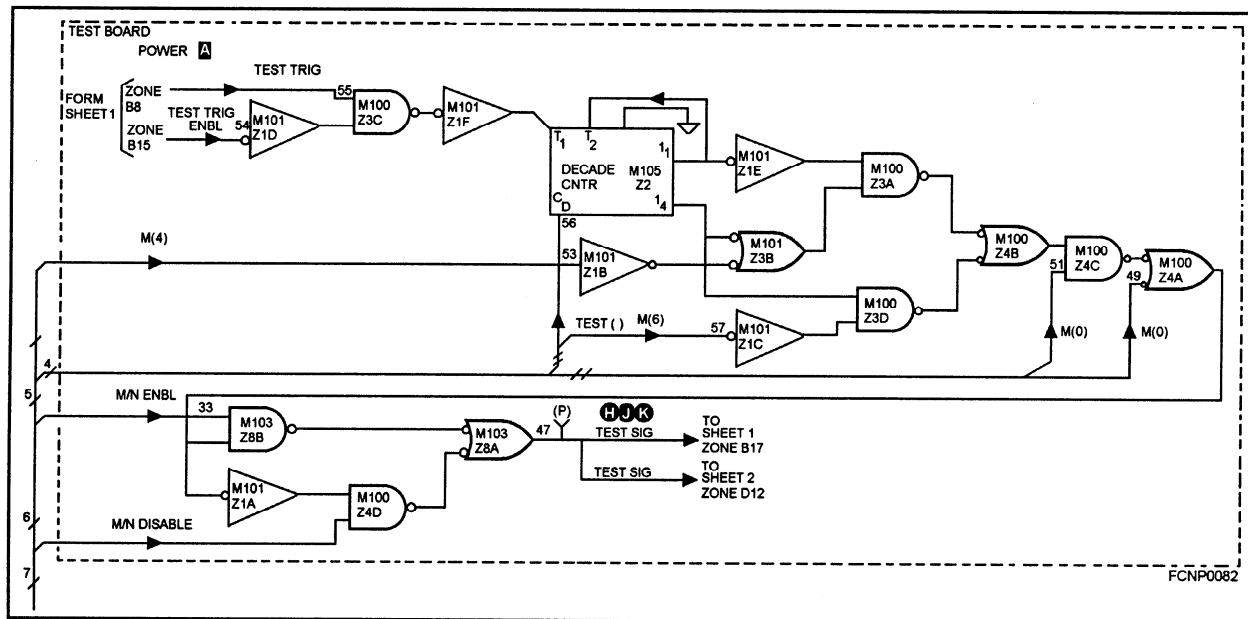 TEST BOARD
POWER A
TEST TRIG
FORM
SHEET 1
ZONE
B8
TEST TRIG
ENBL
ZONE
B15
54
M101
Z1D
55
M100
Z3C
M101
Z1F
T1
T2
11
DECADE
CNTR
M105
Z2
CD
14
56
M101
Z1E
M100
Z3A
M(4)
53
M101
Z1B
M101
Z3B
M100
Z4B
M100
Z4C
51
M100
Z4A
49
M100
Z3D
TEST ( )
M(6)
57
M101
Z1C
M(0)
M(0)
4
5
M/N ENBL
33
M103
Z8B
M103
Z8A
47
(P)
H J K
TEST SIG
TO
SHEET 1
ZONE B17
TEST SIG
TO
SHEET 2
ZONE D12
M101
Z1A
M100
Z4D
6
M/N DISABLE
7
FCNP0082